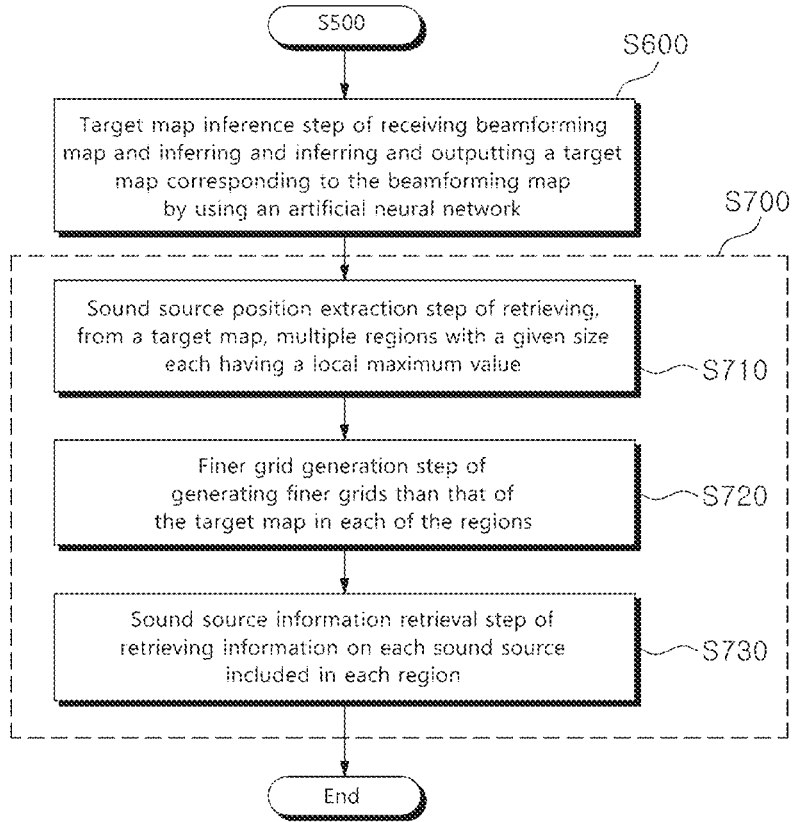 S500
S600
Target map inference step of receiving beamforming
map and inferring and inferring and outputting a target
map corresponding to the beamforming map
by using an artificial neural network
S700
Sound source position extraction step of retrieving,
from a target map, multiple regions with a given size
each having a local maximum value
S710
Finer grid generation step of
generating finer grids than that of
the target map in each of the regions
S720
Sound source information retrieval step of
retrieving information on each sound source
included in each region
S730
End